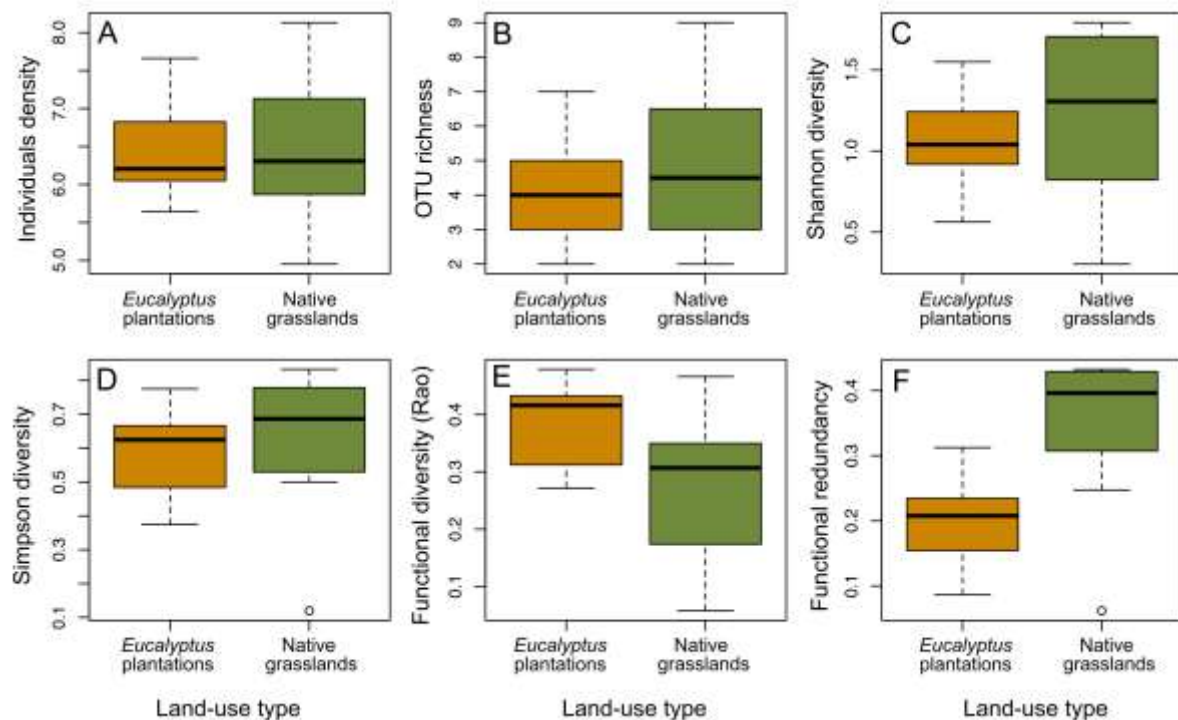 A
Individuals density
8.0
7.0
6.0
5.0
Eucalyptus
plantations
Native
grasslands
B
OTU richness
9
8
7
6
5
4
3
2
Eucalyptus
plantations
Native
grasslands
C
Shannon diversity
1.5
1.0
0.5
Eucalyptus
plantations
Native
grasslands
D
Simpson diversity
0.7
0.5
0.3
0.1
Eucalyptus
plantations
Native
grasslands
Land-use type
E
Functional diversity (Rao)
0.4
0.3
0.2
0.1
Eucalyptus
plantations
Native
grasslands
Land-use type
F
Functional redundancy
0.4
0.3
0.2
0.1
Eucalyptus
plantations
Native
grasslands
Land-use type